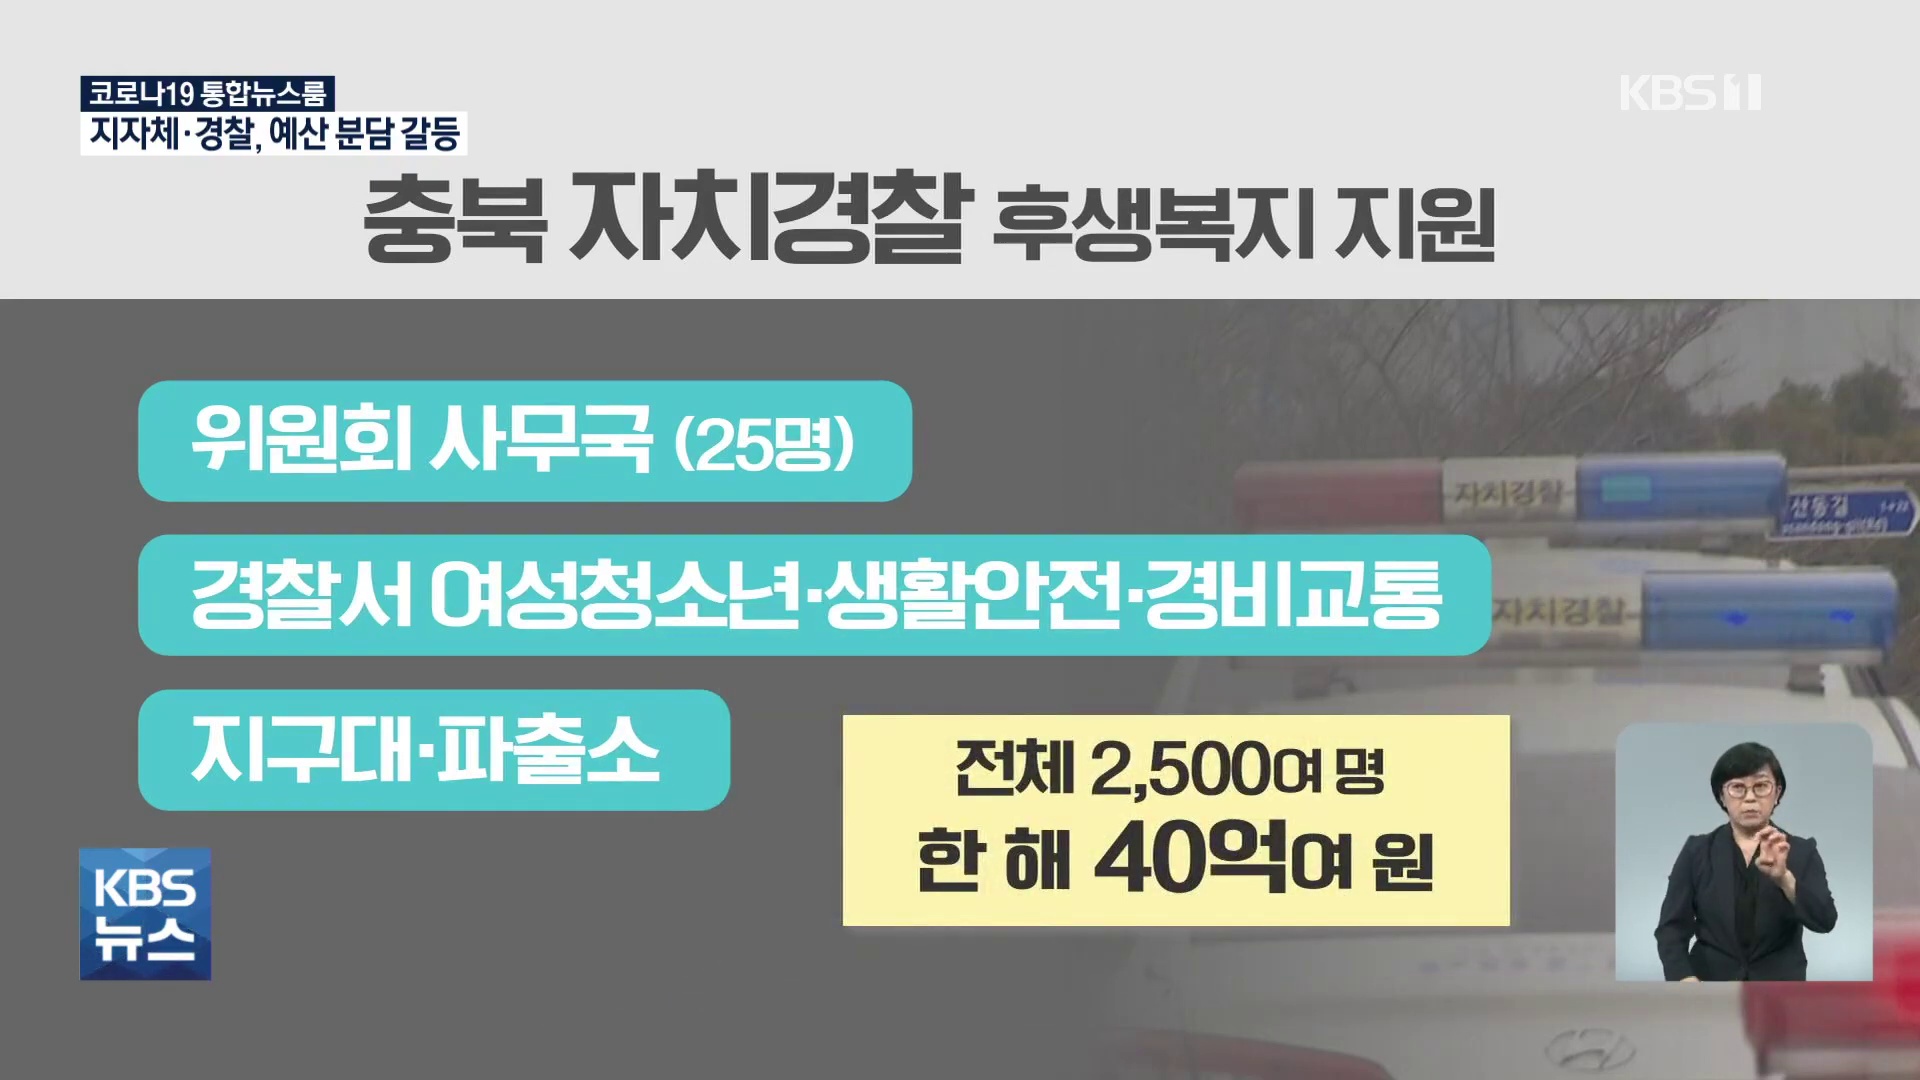 코로나19 통합뉴스룸
KBS 1
지자체·경찰, 예산 분담 갈등
충북 자치경찰 후생복지 지원
위원회 사무국 (25명)
자치경찰
산동길
경찰서 여성청소년·생활안전·경비교통
자치경찰
지구대·파출소
전체 2,500여 명
한 해 40억여 원
KBS
뉴스